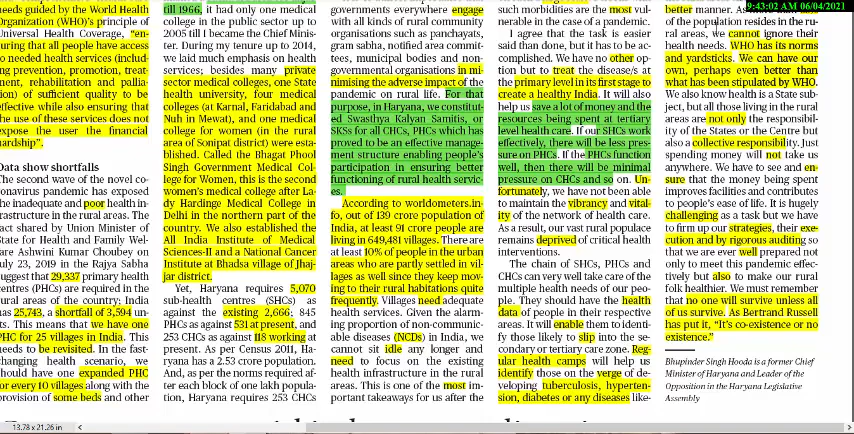 needs guided by the World Health
Organization (WHO)'s principle of
Universal Health Coverage, "en-
suring that all people have access
to needed health services (includ-
ing prevention, promotion, treat-
ment, rehabilitation and pallia-
tion) of sufficient quality to be
effective while also ensuring that
the use of these services does not
expose the user the financial
hardship".
Data show shortfalls
The second wave of the novel co-
ronavirus pandemic has exposed
the inadequate and poor health in-
frastructure in the rural areas. The
fact shared by Union Minister of
State for Health and Family Wel-
fare Ashwini Kumar Choubey on
July 23, 2019 in the Rajya Sabha
suggest that 29,337 primary health
centres (PHCs) are required in the
rural areas of the country; India
has 25,743, a shortfall of 3,594 un-
its. This means that we have one
PHC for 25 villages in India. This
needs to be revisited. In the fast-
changing health scenario, we
should have one expanded PHC
for every 10 villages along with the
provision of some beds and other
till 1966, it had only one medical
college in the public sector up to
2005 till I became the Chief Minis-
ter. During my tenure up to 2014,
we laid much emphasis on health
services; besides many private
sector medical colleges, one State
health university, four medical
colleges (at Karnal, Faridabad and
Nuh in Mewat), and one medical
college for women (in the rural
area of Sonipat district) were esta-
blished. Called the Bhagat Phool
Singh Government Medical Col-
lege for Women, this is the second
women's medical college after La-
dy Hardinge Medical College in
Delhi in the northern part of the
country. We also established the
All India Institute of Medical
Sciences-II and a National Cancer
Institute at Bhadsa village of Jhaj-
jar district.
Yet, Haryana requires 5,070
sub-health centres (SHCs) as
against the existing 2,666; 845
PHCs as against 531 at present, and
253 CHCs as against 118 working at
present. As per Census 2011, Ha-
ryana has 2.53 crore population.
And, as per the norms required af-
ter each block of one lakh popula-
tion, Haryana requires 253 CHCs
governments everywhere engage
with all kinds of rural community
organisations such as panchayats,
gram sabha, notified area commit-
tees, municipal bodies and non-
governmental organisations in mi-
nimising the adverse impact of the
pandemic on rural life. For that
purpose, in Haryana, we constitut-
ed Swasthya Kalyan Samitis, or
SKSs for all CHCs, PHCs which has
proved to be an effective manage-
ment structure enabling people's
participation in ensuring better
functioning of rural health servic-
es.
According to worldometers.in-
fo, out of 139 crore population of
India, at least 91 crore people are
living in 649,481 villages. There are
at least 10% of people in the urban
areas who are partly settled in vil-
lages as well since they keep mov-
ing to their rural habitations quite
frequently. Villages need adequate
health services. Given the alarm-
ing proportion of non-communic-
able diseases (NCDs) in India, we
cannot sit idle any longer and
need to focus on the existing
health infrastructure in the rural
areas. This is one of the most im-
portant takeaways for us after the
such morbidities are the most vul-
nerable in the case of a pandemic.
I agree that the task is easier
said than done, but it has to be ac-
complished. We have no other op-
tion but to treat the disease/s at
the primary level in its first stage to
create a healthy India. It will also
help us save a lot of money and the
resources being spent at tertiary
level health care. If our SHCs work
effectively, there will be less pres-
sure on PHCs. If the PHCs function
well, then there will be minimal
pressure on CHCs and so on. Un-
fortunately, we have not been able
to maintain the vibrancy and vital-
ity of the network of health care.
As a result, our vast rural populace
remains deprived of critical health
interventions.
The chain of SHCs, PHCs and
CHCs can very well take care of the
multiple health needs of our peo-
ple. They should have the health
data of people in their respective
areas. It will enable them to identi-
fy those likely to slip into the se-
condary or tertiary care zone. Reg-
ular health camps will help us
identify those on the verge of de-
veloping tuberculosis, hyperten-
sion, diabetes or any diseases like-
9:43:02 AM 06/04/2021
better manner. As
of the population resides in the ru-
ral areas, we cannot ignore their
health needs. WHO has its norms
and yardsticks. We can have our
own, perhaps even better than
what has been stipulated by WHO.
We also know health is a State sub-
ject, but all those living in the rural
areas are not only the responsibil-
ity of the States or the Centre but
also a collective responsibility. Just
spending money will not take us
anywhere. We have to see and en-
sure that the money being spent
improves facilities and contributes
to people's ease of life. It is hugely
challenging as a task but we have
to firm up our strategies, their exe-
cution and by rigorous auditing so
that we are ever well prepared not
only to meet this pandemic effec-
tively but also to make our rural
folk healthier. We must remember
that no one will survive unless all
of us survive. As Bertrand Russell
has put it, "It's co-existence or no
existence."
Bhupinder Singh Hooda is a former Chief
Minister of Haryana and Leader of the
Opposition in the Haryana Legislative
Assembly
13.78 x 21.26 in